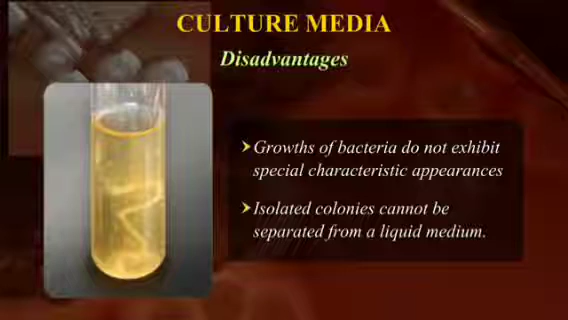 CULTURE MEDIA
Disadvantages
Growths of bacteria do not exhibit
special characteristic appearances
Isolated colonies cannot be
separated from a liquid medium.